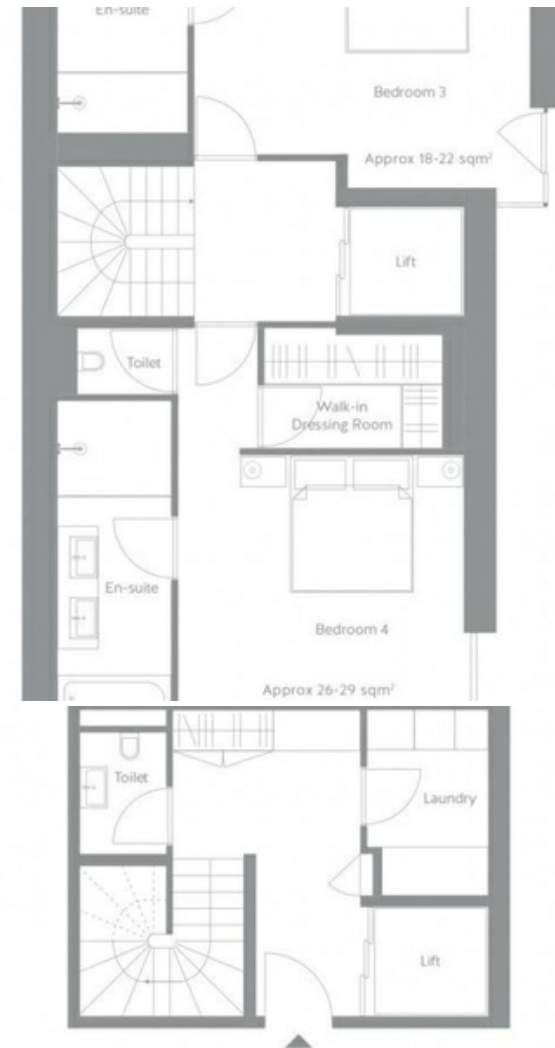 En-suite
Bedroom 3
Approx 18-22 sqm²
Lift
Toilet
Walk-in
Dressing Room
En-suite
Bedroom 4
Approx 26-29 sqm²
Toilet
Laundry
Lift